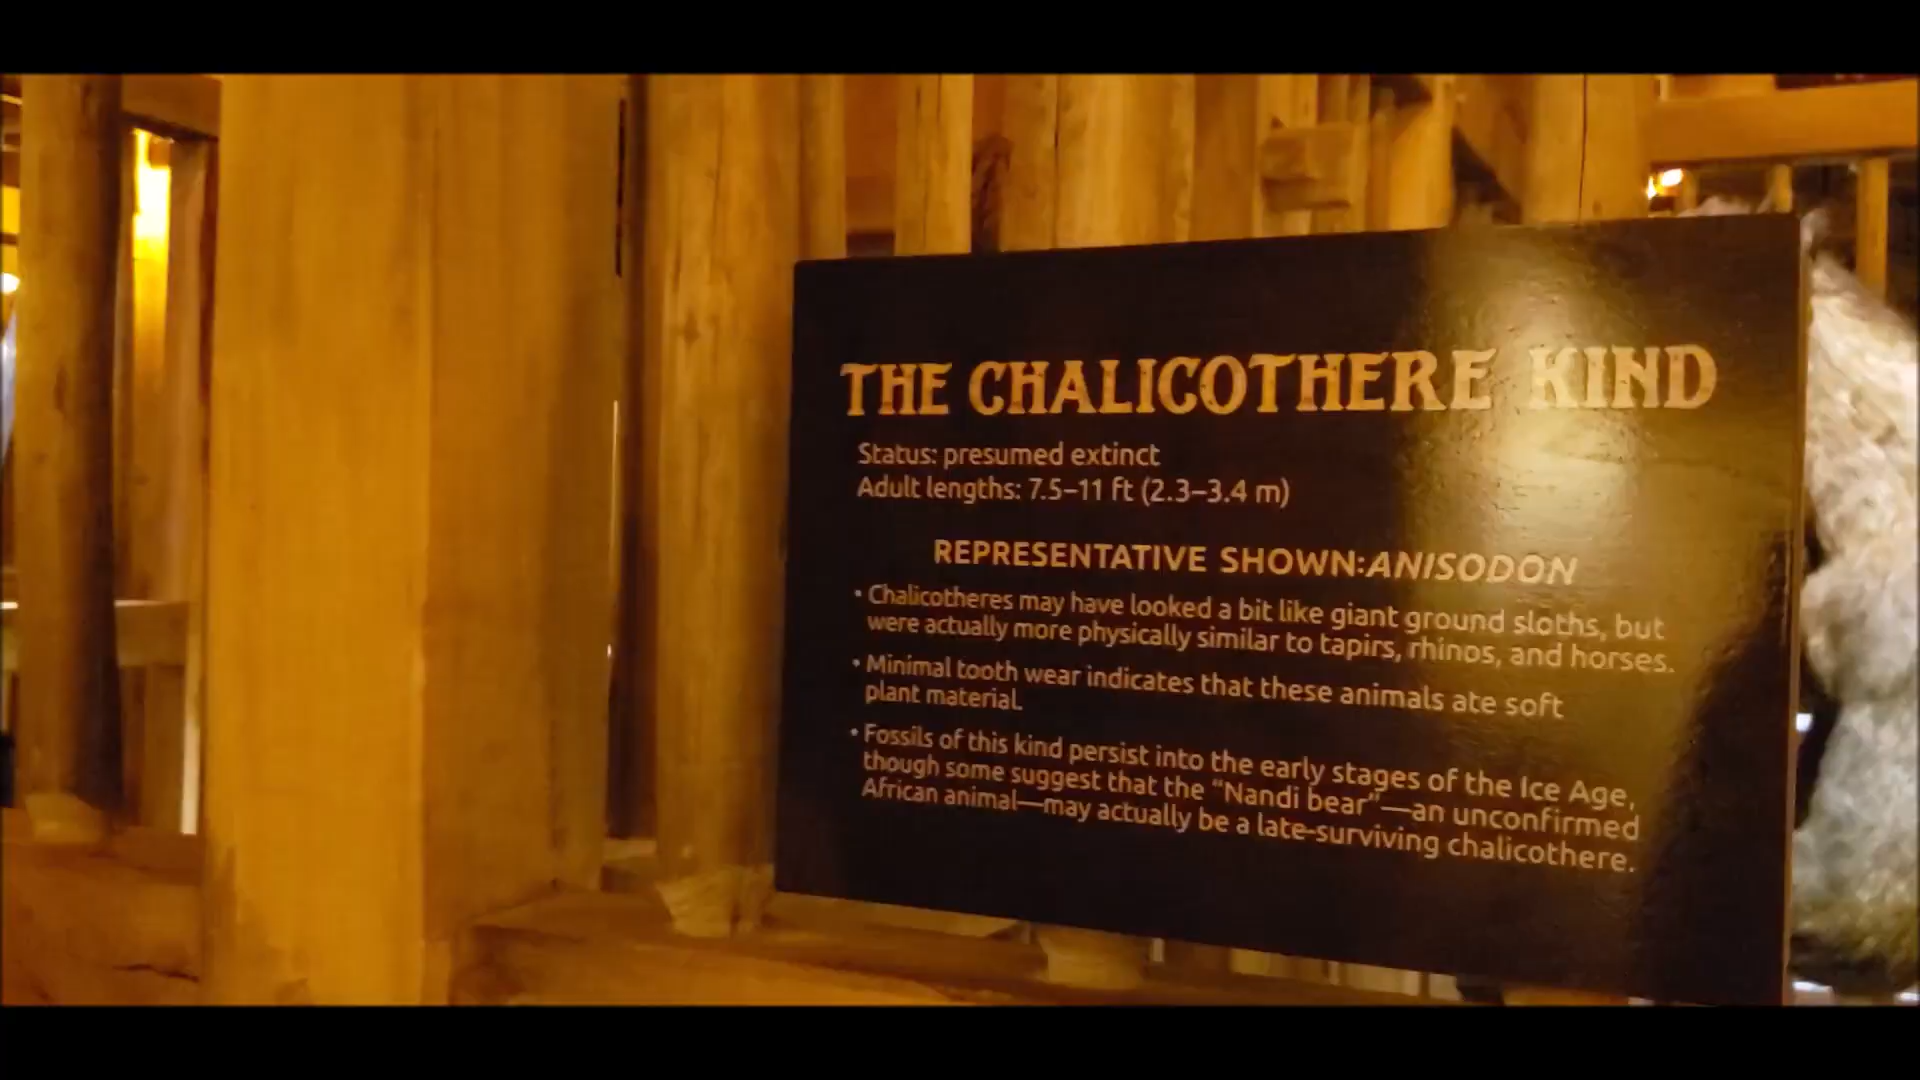 THE CHALICOTHERE KIND
Status: presumed extinct
Adult lengths: 7.5–11 ft (2.3–3.4 m)
REPRESENTATIVE SHOWN: ANISODON
• Chalicotheres may have looked a bit like giant ground sloths, but
were actually more physically similar to tapirs, rhinos, and horses.
• Minimal tooth wear indicates that these animals ate soft
plant material.
• Fossils of this kind persist into the early stages of the Ice Age,
though some suggest that the “Nandi bear”—an unconfirmed
African animal—may actually be a late-surviving chalicothere.